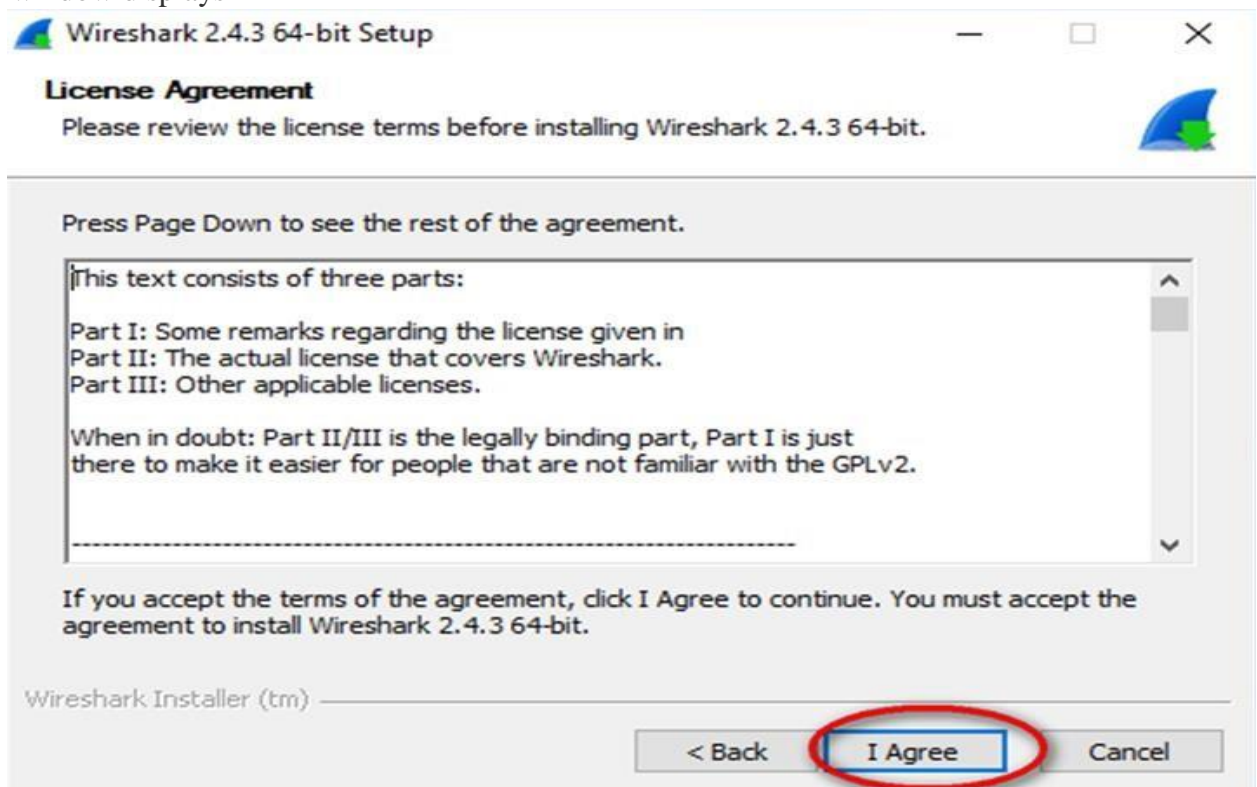 window displays
Wireshark 2.4.3 64-bit Setup
License Agreement
Please review the license terms before installing Wireshark 2.4.3 64-bit.
Press Page Down to see the rest of the agreement.
This text consists of three parts:
Part I: Some remarks regarding the license given in
Part II: The actual license that covers Wireshark.
Part III: Other applicable licenses.
When in doubt: Part II/III is the legally binding part, Part I is just
there to make it easier for people that are not familiar with the GPLv2.
------------------------------------------------------------------------
If you accept the terms of the agreement, click I Agree to continue. You must accept the
agreement to install Wireshark 2.4.3 64-bit.
Wireshark Installer (tm)
< Back I Agree Cancel